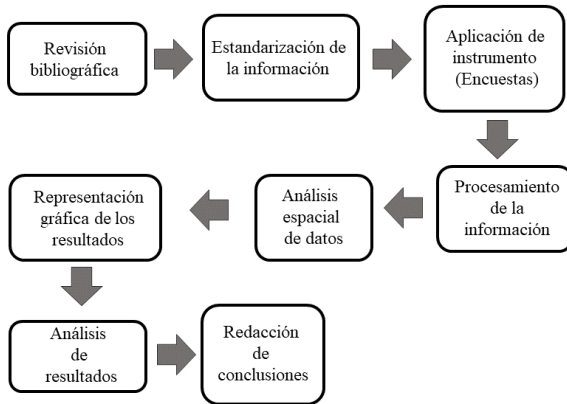 Revisión
bibliográfica
Estandarización de
la información
Aplicación de
instrumento
(Encuestas)
Procesamiento
de la
información
Análisis
espacial
de datos
Representación
gráfica de los
resultados
Análisis
de
resultados
Redacción
de
conclusiones